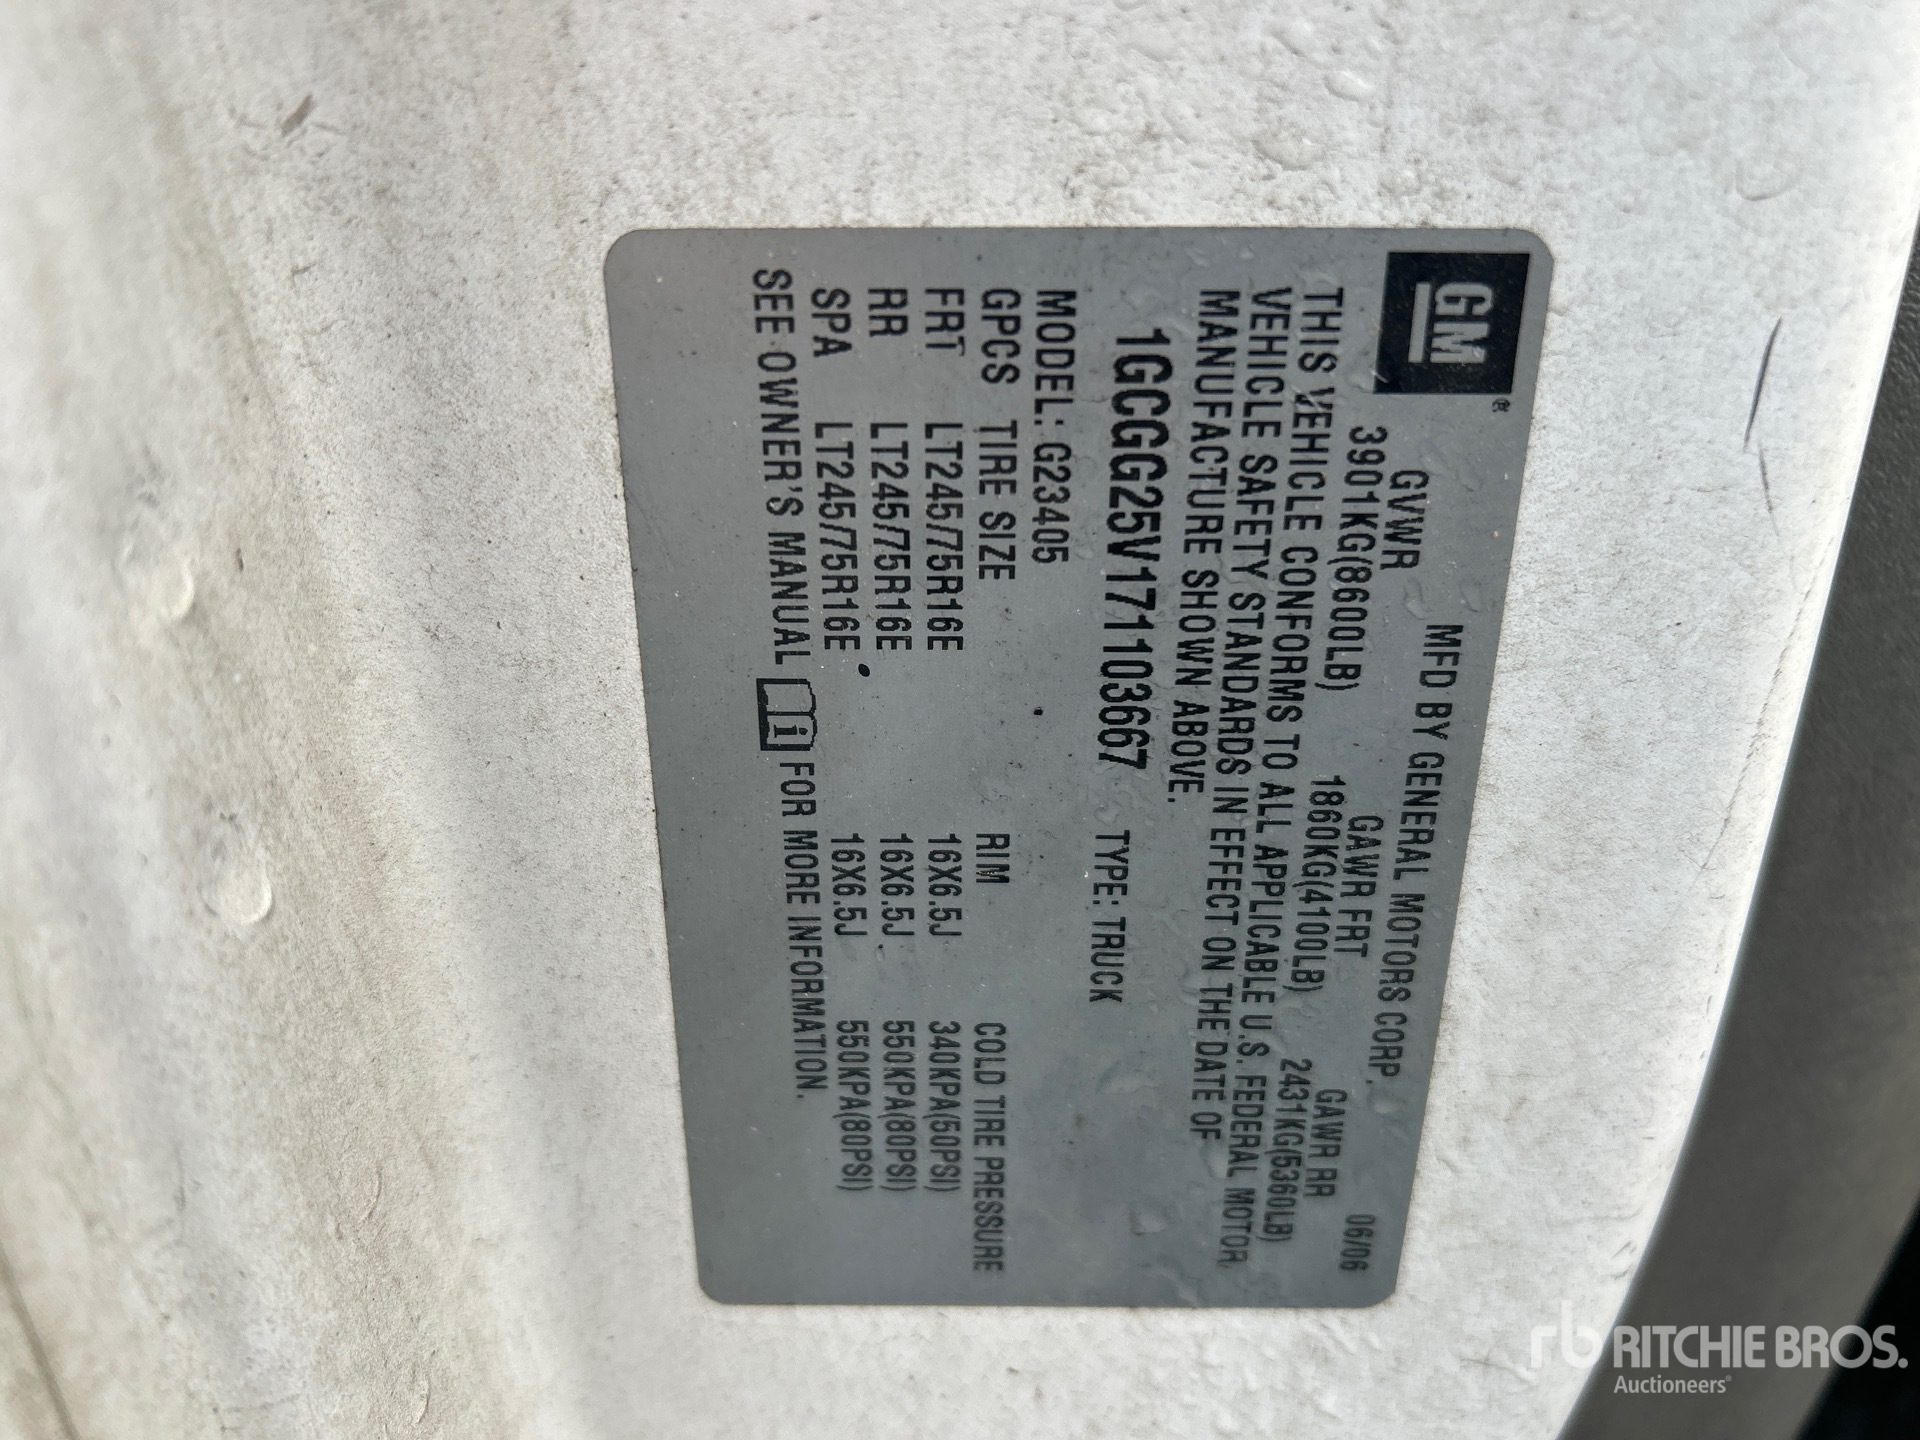 GM®
MFD BY GENERAL MOTORS CORP.
GVWR GAWR FRT GAWR RR 06/06
3901KG(8600LB) 1860KG(4100LB) 2431KG(5360LB)
THIS VEHICLE CONFORMS TO ALL APPLICABLE U.S. FEDERAL MOTOR
VEHICLE SAFETY STANDARDS IN EFFECT ON THE DATE OF
MANUFACTURE SHOWN ABOVE.
1GCGG25V171103667 TYPE: TRUCK
MODEL: G23405
GPCS TIRE SIZE RIM COLD TIRE PRESSURE
FRT LT245/75R16E 16X6.5J 340KPA(50PSI)
RR LT245/75R16E 16X6.5J 550KPA(80PSI)
SPA LT245/75R16E 16X6.5J 550KPA(80PSI)
SEE OWNER'S MANUAL i FOR MORE INFORMATION.
rb RITCHIE BROS.
Auctioneers®